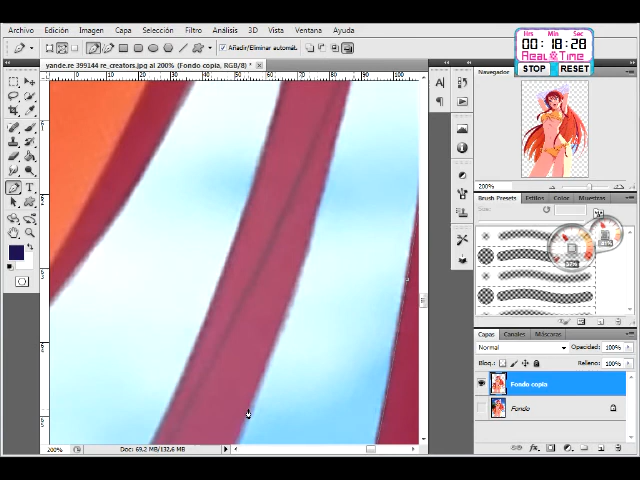 Archivo Edición Imagen Capa Selección Filtro Análisis 3D Vista Ventana Ayuda
Hrs Min Sec
00:18:28
Real&Time
STOP RESET
Añadir/Eliminar automát.
yande.re 399144 re_creators.jpg al 200% (Fondo copia, RGB/8) *
Navegador
200%
Brush Presets Estilos Color Muestras
Capas Canales Máscaras
Normal Opacidad: 100%
Bloq.: Relleno: 100%
Fondo copia
Fondo
200% Doc: 69,2 MB/132,6 MB